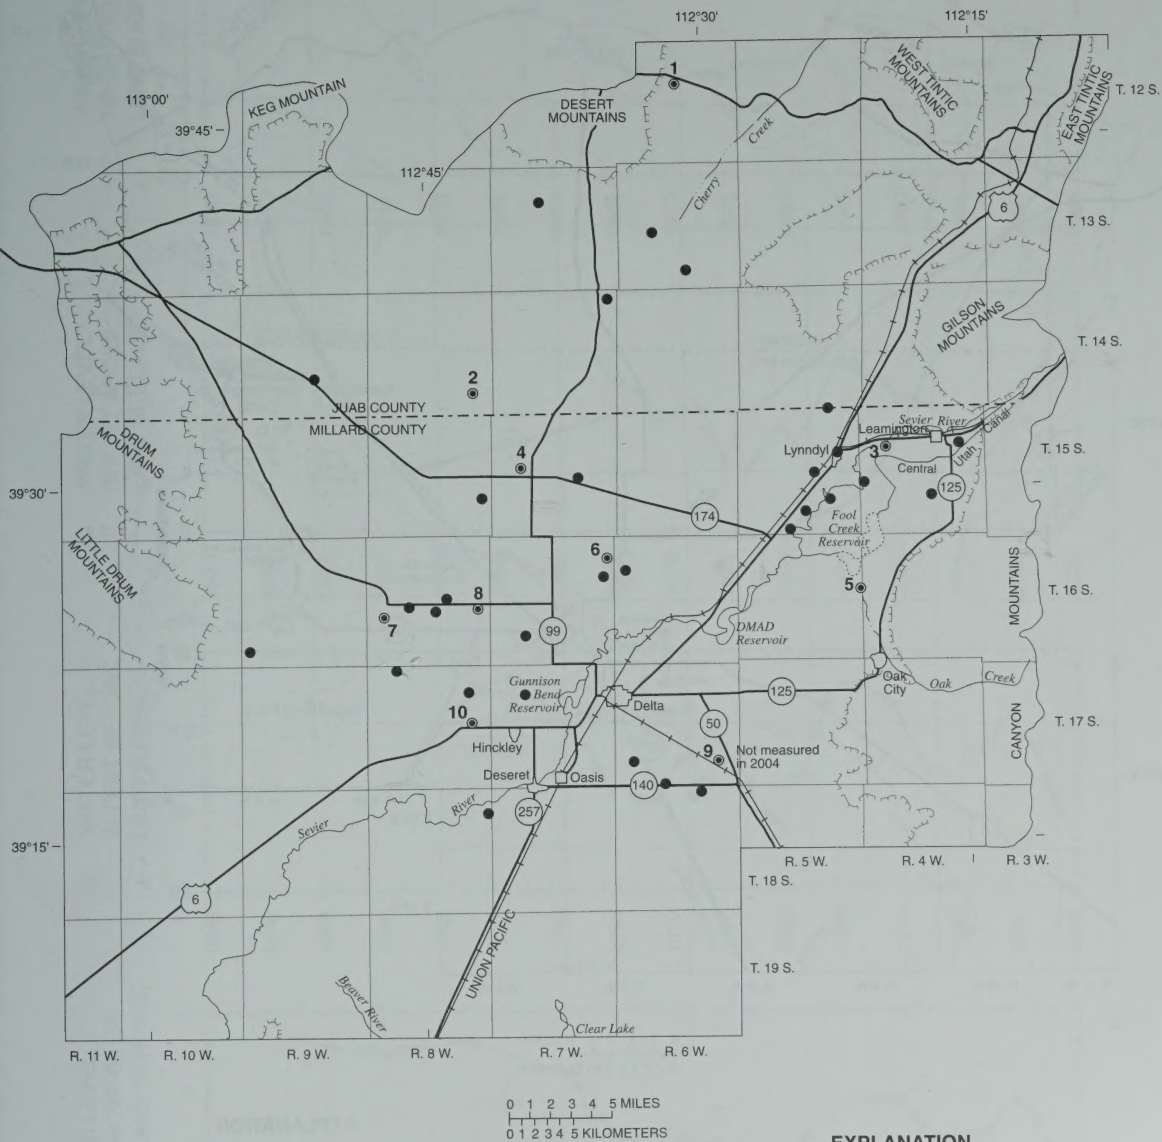 112°30'
112°15'
113°00'
39°45'
KEG MOUNTAIN
112°45'
DESERT
MOUNTAINS
1
WEST TINTIC
MOUNTAINS
EAST TINTIC
MOUNTAINS
T. 12 S.
Cherry
Creek
6
T. 13 S.
GILSON
MOUNTAINS
T. 14 S.
2
JUAB COUNTY
MILLARD COUNTY
DRUM
MOUNTAINS
4
Lynndyl
Leamington
Sevier River
3
Central
Utah
Canal
T. 15 S.
39°30'
174
125
Fool
Creek
Reservoir
LITTLE DRUM
MOUNTAINS
6
5
T. 16 S.
MOUNTAINS
7
8
99
DMAD
Reservoir
Gunnison
Bend
Reservoir
Delta
125
Oak
City
Oak
Creek
10
Hinckley
50
9
Not measured
in 2004
T. 17 S.
CANYON
Deseret
Oasis
140
257
Sevier
River
39°15'
R. 5 W.
R. 4 W.
R. 3 W.
T. 18 S.
6
UNION PACIFIC
T. 19 S.
Beaver River
Clear Lake
R. 11 W.
R. 10 W.
R. 9 W.
R. 8 W.
R. 7 W.
R. 6 W.
0 1 2 3 4 5 MILES
0 1 2 3 4 5 KILOMETERS